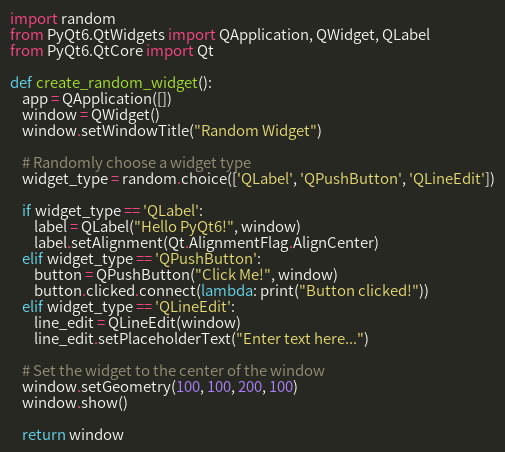 import random
from PyQt6.QtWidgets import QApplication, QWidget, QLabel
from PyQt6.QtCore import Qt

def create_random_widget():
    app = QApplication([])
    window = QWidget()
    window.setWindowTitle("Random Widget")

    # Randomly choose a widget type
    widget_type = random.choice(['QLabel', 'QPushButton', 'QLineEdit'])

    if widget_type == 'QLabel':
        label = QLabel("Hello PyQt6!", window)
        label.setAlignment(Qt.AlignmentFlag.AlignCenter)
    elif widget_type == 'QPushButton':
        button = QPushButton("Click Me!", window)
        button.clicked.connect(lambda: print("Button clicked!"))
    elif widget_type == 'QLineEdit':
        line_edit = QLineEdit(window)
        line_edit.setPlaceholderText("Enter text here...")

    # Set the widget to the center of the window
    window.setGeometry(100, 100, 200, 100)
    window.show()

    return window